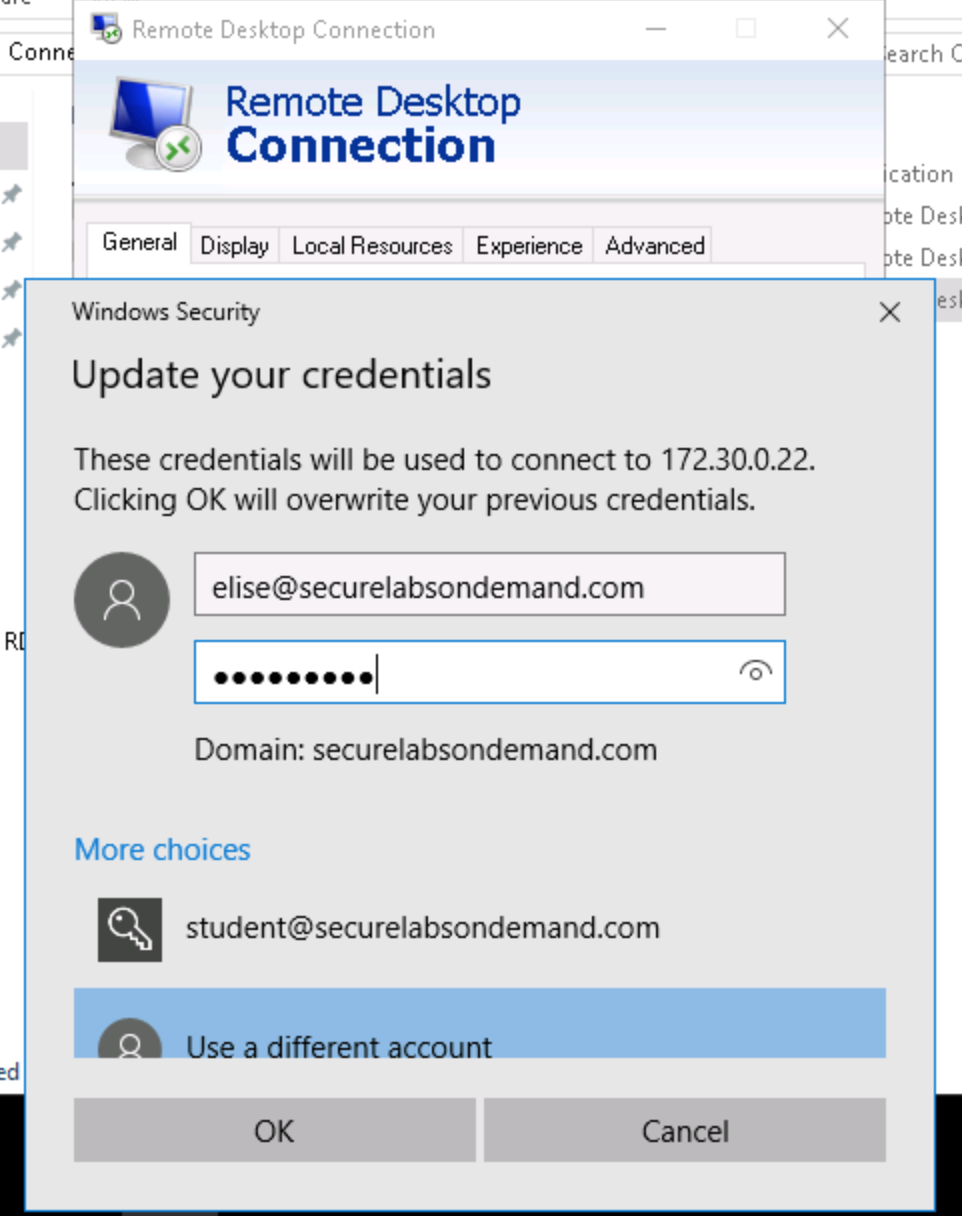 Remote Desktop Connection
Conne
earch C
Remote Desktop
Connection
ication
ote Desk
ote Desk
General Display Local Resources Experience Advanced
Windows Security
Update your credentials
These credentials will be used to connect to 172.30.0.22.
Clicking OK will overwrite your previous credentials.
elise@securelabsondemand.com
Domain: securelabsondemand.com
More choices
student@securelabsondemand.com
Use a different account
ed
OK Cancel